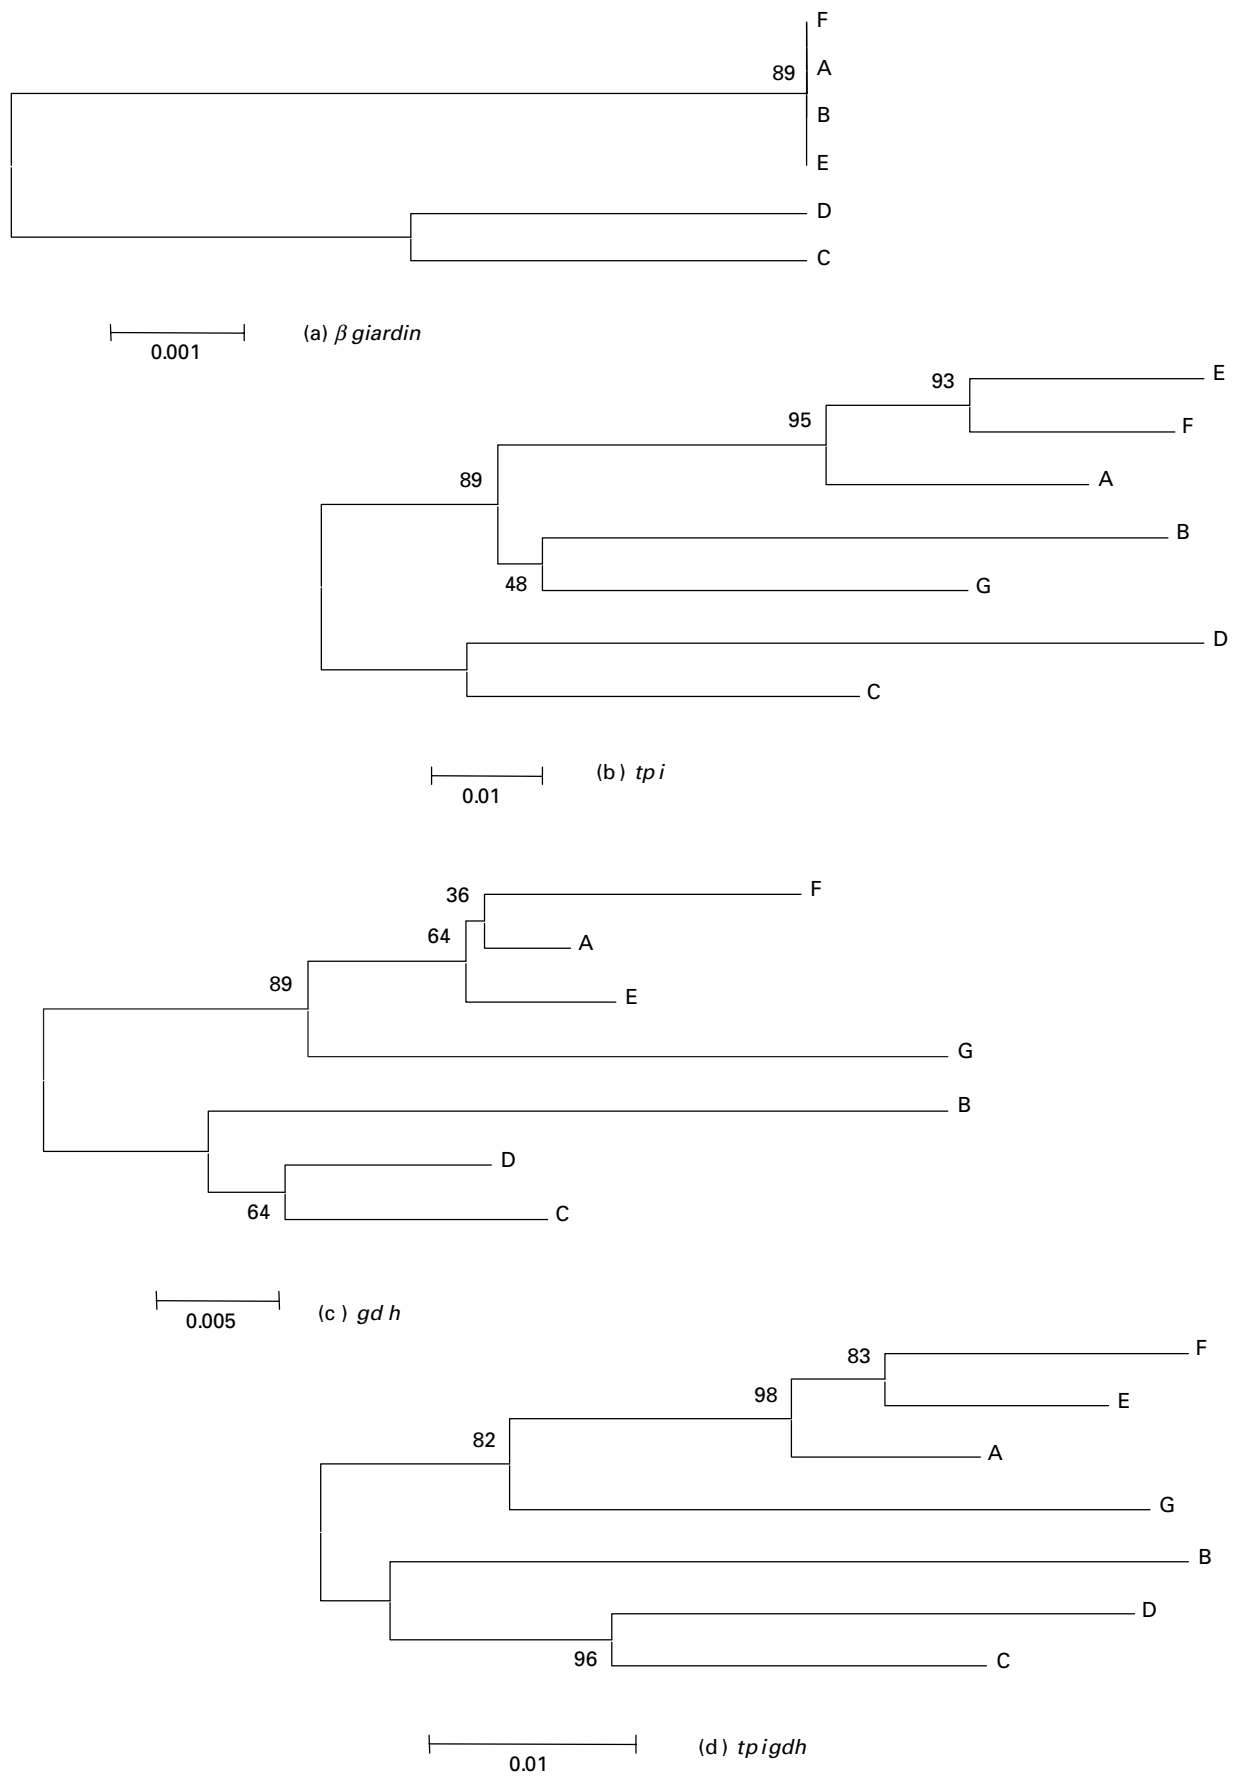 F
89 A
B
E
D
C
(a) β giardin
0.001
93 E
95 F
A
89
B
48 G
D
C
(b) tpi
0.01
36 F
64 A
89 E
G
B
D
64 C
(c) gdh
0.005
83 F
98 E
82 A
G
B
D
96 C
(d) tpigdh
0.01